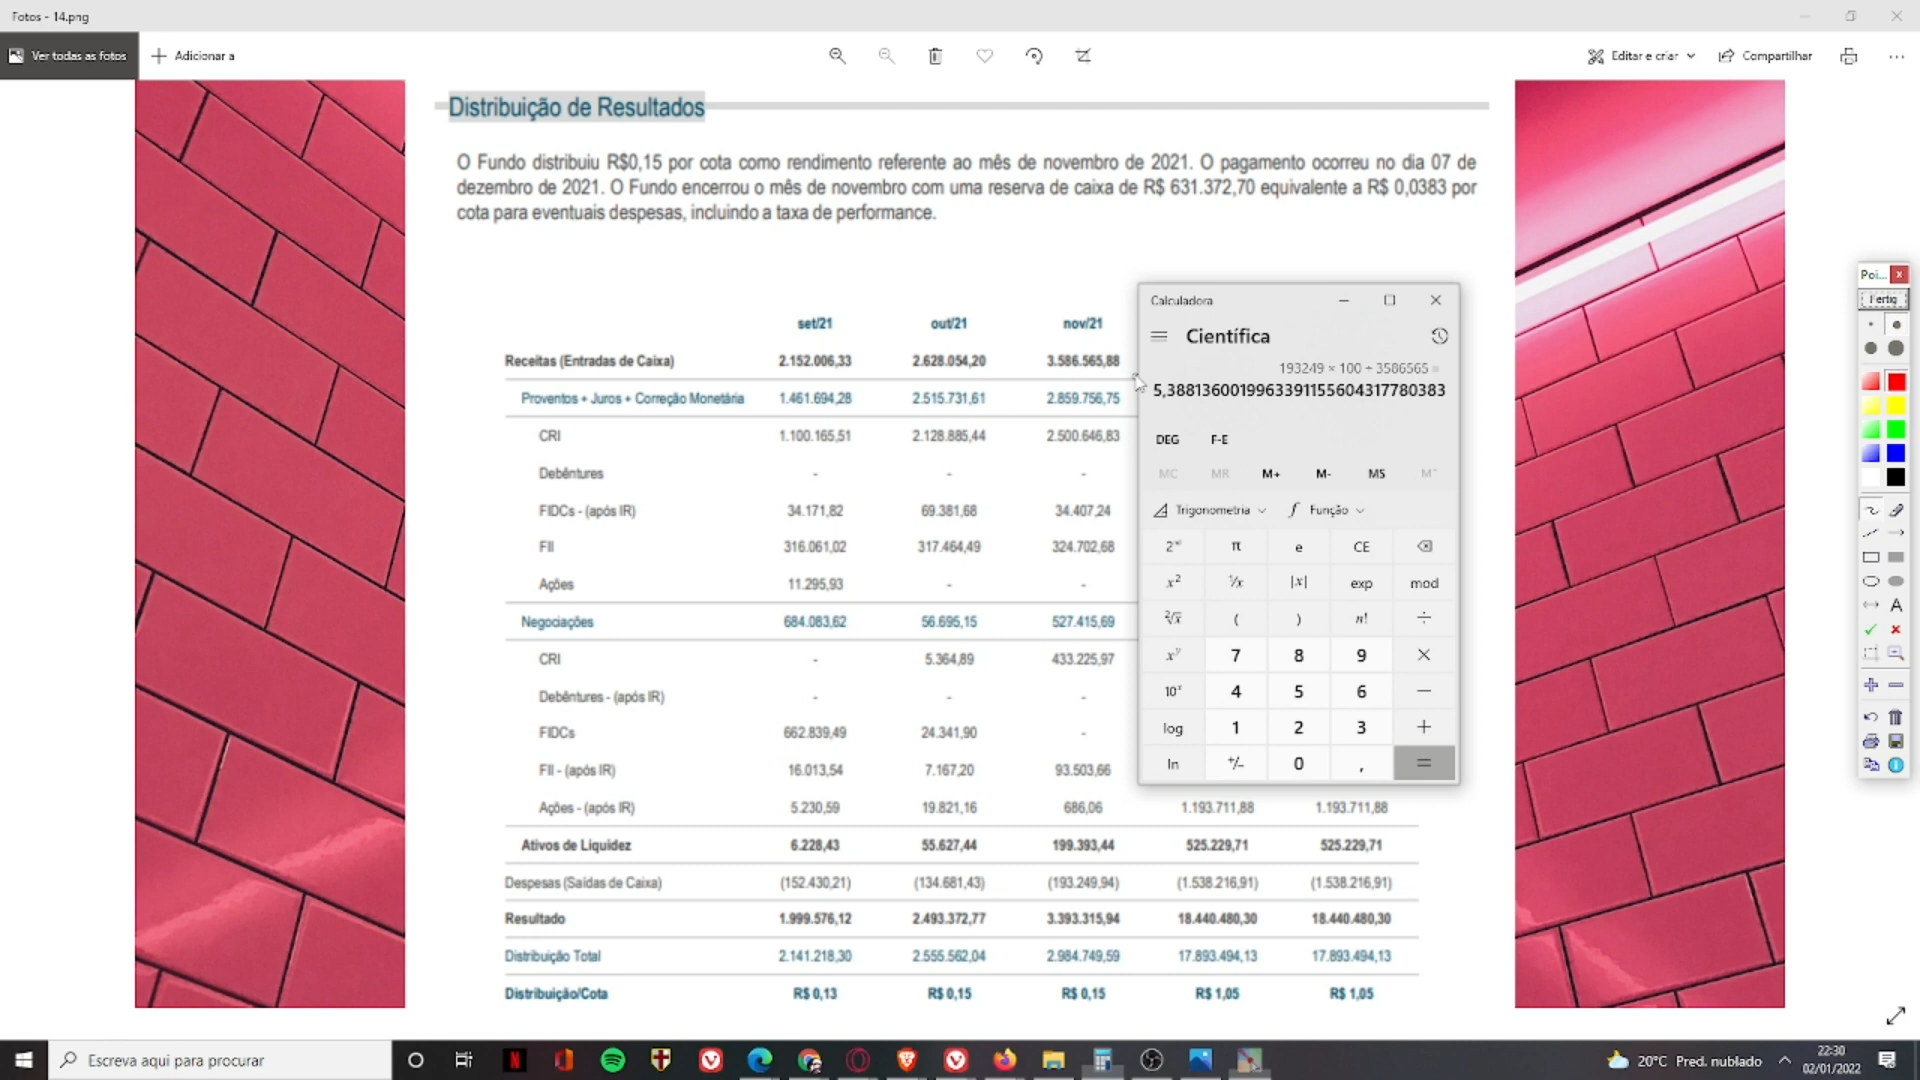 Fotos - 14.png
Ver todas as fotos
Adicionar a
Editar e criar
Compartilhar
Distribuição de Resultados
O Fundo distribuiu R$0,15 por cota como rendimento referente ao mês de novembro de 2021. O pagamento ocorreu no dia 07 de
dezembro de 2021. O Fundo encerrou o mês de novembro com uma reserva de caixa de R$ 631.372,70 equivalente a R$ 0,0383 por
cota para eventuais despesas, incluindo a taxa de performance.
set/21 out/21 nov/21
Receitas (Entradas de Caixa) 2.152.006,33 2.628.054,20 3.586.565,88
Proventos + Juros + Correção Monetária 1.461.694,28 2.515.731,61 2.859.756,75
CRI 1.100.165,51 2.128.885,44 2.500.646,83
Debêntures - - -
FIDCs - (após IR) 34.171,82 69.381,68 34.407,24
FII 316.061,02 317.464,49 324.702,68
Ações 11.295,93 - -
Negociações 684.083,62 56.695,15 527.415,69
CRI - 5.364,89 433.225,97
Debêntures - (após IR) - - -
FIDCs 662.839,49 24.341,90 -
FII - (após IR) 16.013,54 7.167,20 93.503,66
Ações - (após IR) 5.230,59 19.821,16 686,06 1.193.711,88 1.193.711,88
Ativos de Liquidez 6.228,43 55.627,44 199.393,44 525.229,71 525.229,71
Despesas (Saídas de Caixa) (152.430,21) (134.681,43) (193.249,94) (1.538.216,91) (1.538.216,91)
Resultado 1.999.576,12 2.493.372,77 3.393.315,94 18.440.480,30 18.440.480,30
Distribuição Total 2.141.218,30 2.555.562,04 2.984.749,59 17.893.494,13 17.893.494,13
Distribuição/Cota R$ 0,13 R$ 0,15 R$ 0,15 R$ 1,05 R$ 1,05
Calculadora
Científica
193249 × 100 ÷ 3586565 =
5,3881360019963391155604317780383
DEG F-E
MC MR M+ M- MS M˅
Trigonometria Função
2ⁿᵈ π e CE
x² ¹/x |x| exp mod
²√x ( ) n! ÷
xʸ 7 8 9 ×
10ˣ 4 5 6 −
log 1 2 3 +
ln +/− 0 , =
Poi...
Fertig
A
Escreva aqui para procurar
20°C Pred. nublado
22:30
02/01/2022